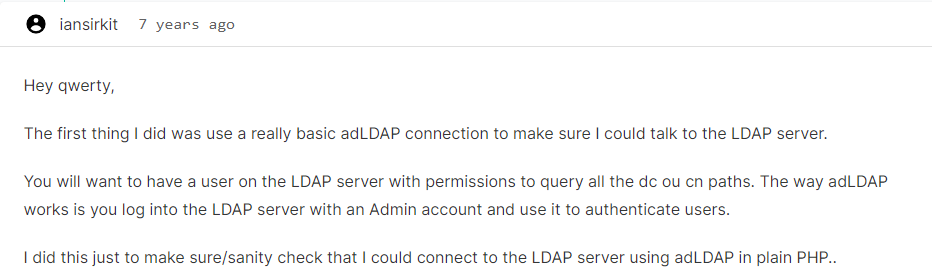 iansirkit 7 years ago
Hey qwerty,
The first thing I did was use a really basic adLDAP connection to make sure I could talk to the LDAP server.
You will want to have a user on the LDAP server with permissions to query all the dc ou cn paths. The way adLDAP
works is you log into the LDAP server with an Admin account and use it to authenticate users.
I did this just to make sure/sanity check that I could connect to the LDAP server using adLDAP in plain PHP..